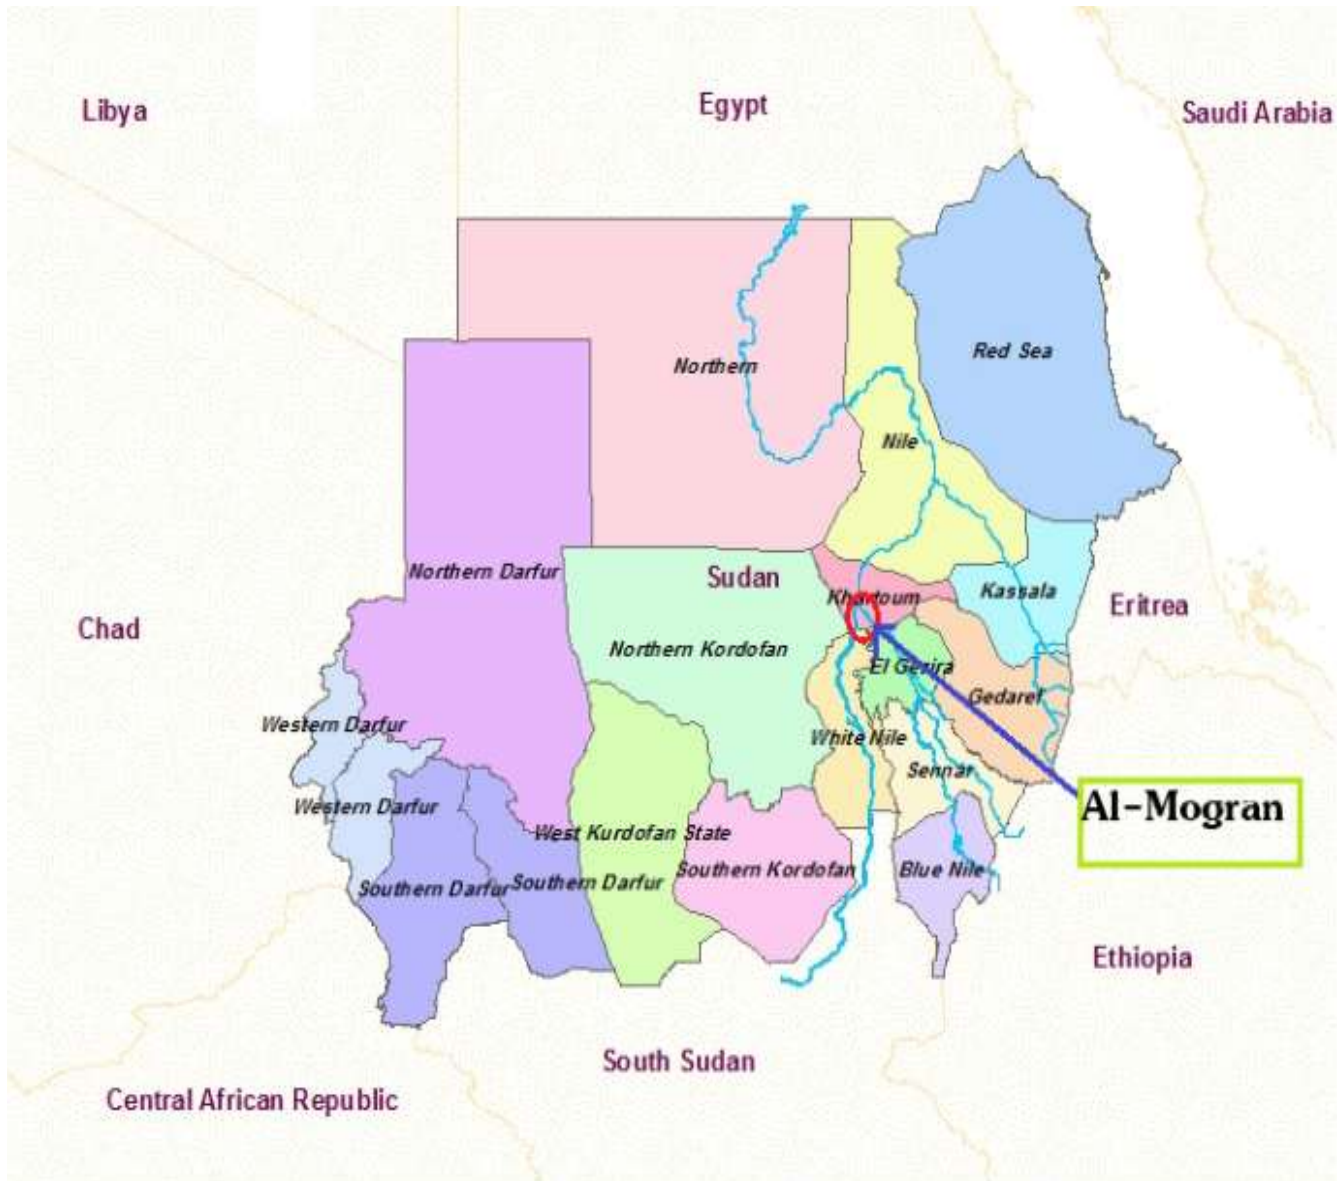 Libya
Egypt
Saudi Arabia
Red Sea
Northern
Nile
Northern Darfur
Sudan
Khartoum
Kassala
Eritrea
Chad
Northern Kordofan
El Gezira
Gedaref
Western Darfur
White Nile
Sennar
Western Darfur
Al-Mogran
West Kurdofan State
Southern Kordofan
Blue Nile
Southern Darfur
Southern Darfur
Ethiopia
South Sudan
Central African Republic